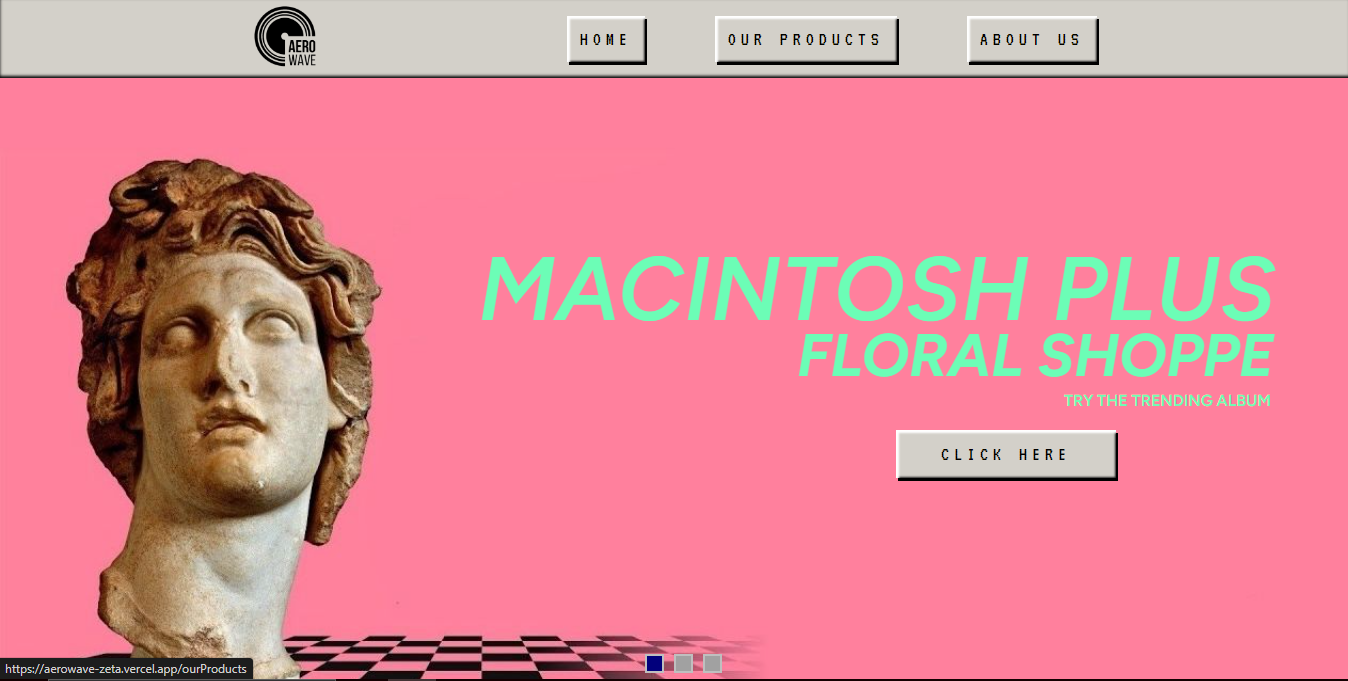 AERO
WAVE
HOME
OUR PRODUCTS
ABOUT US
MACINTOSH PLUS
FLORAL SHOPPE
TRY THE TRENDING ALBUM
CLICK HERE
https://aerowave-zeta.vercel.app/ourProducts